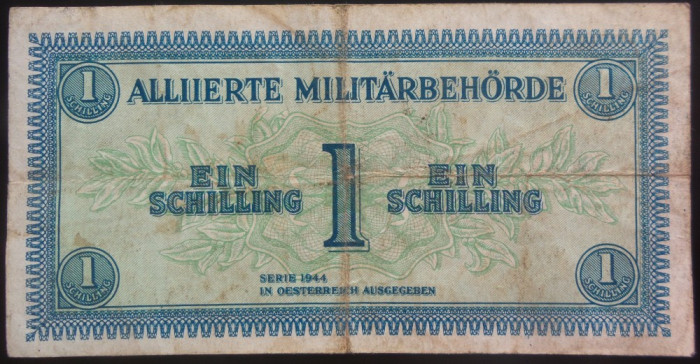 1 SCHILLING
1 SCHILLING
ALLIIERTE MILITÄRBEHÖRDE
EIN SCHILLING
1
EIN SCHILLING
SERIE 1944
IN OESTERREICH AUSGEGEBEN
1 SCHILLING
1 SCHILLING